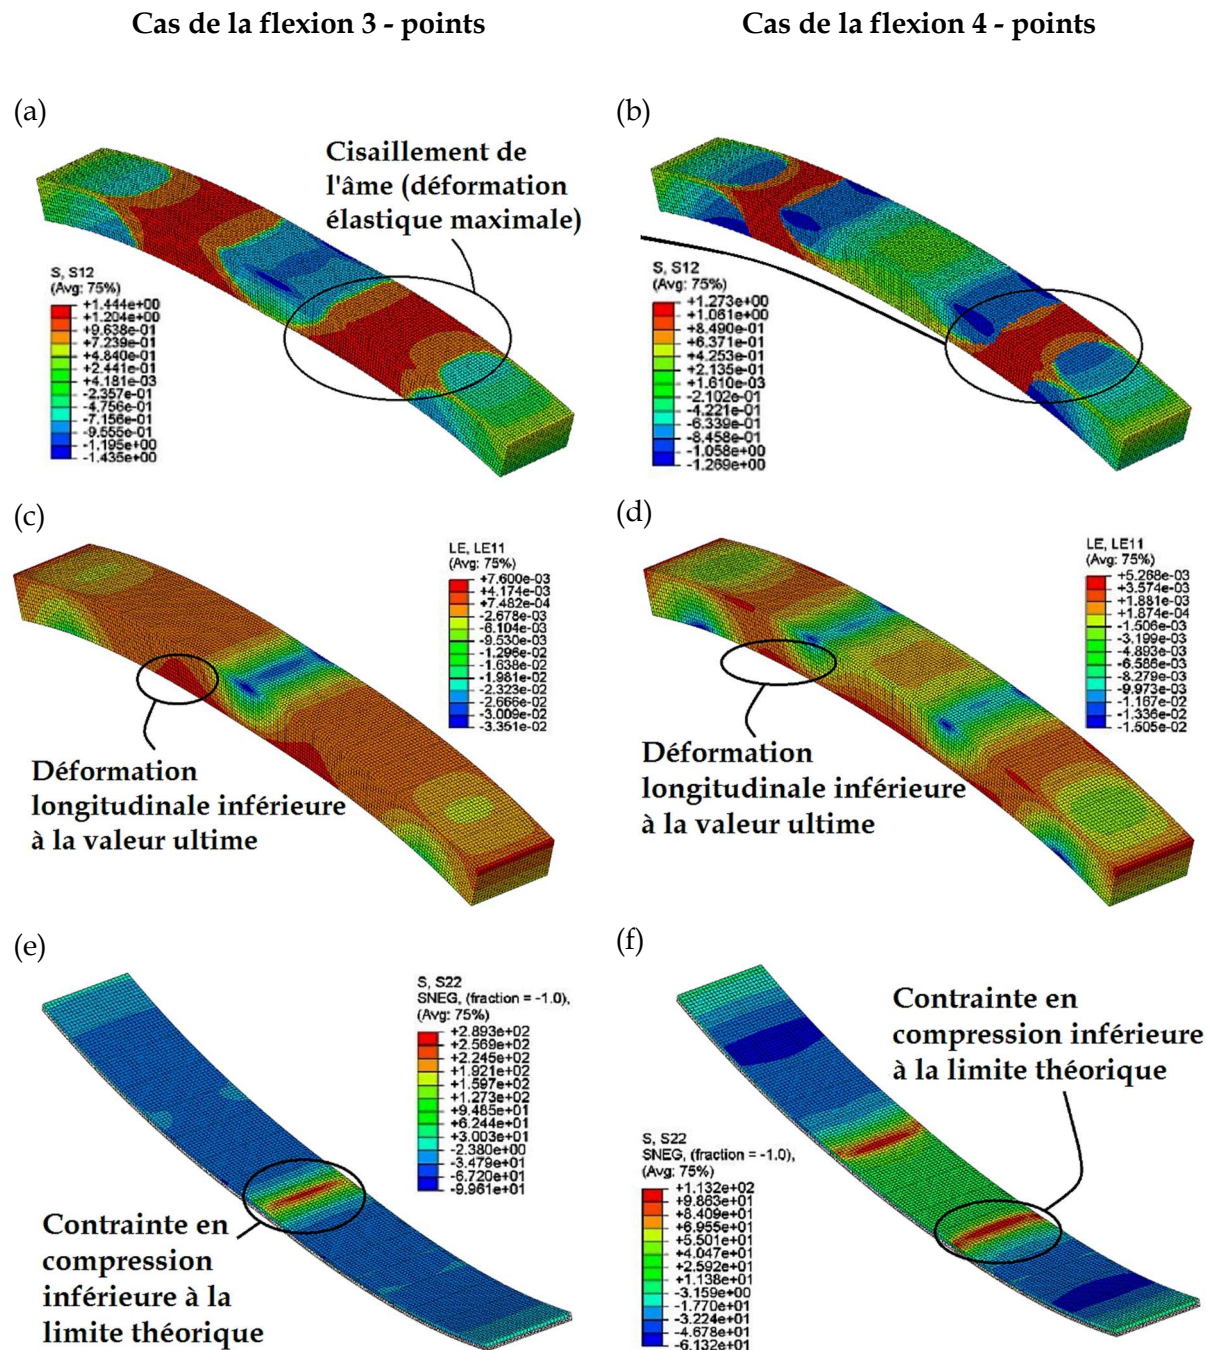 Cas de la flexion 3 - points
Cas de la flexion 4 - points
(a)
Cisaillement de
l'âme (déformation
élastique maximale)
S, S12
(Avg: 75%)
+1.444e+00
+1.204e+00
+9.638e-01
+7.239e-01
+4.840e-01
+2.441e-01
+4.181e-03
-2.357e-01
-4.756e-01
-7.156e-01
-9.555e-01
-1.195e+00
-1.435e+00
(b)
S, S12
(Avg: 75%)
+1.273e+00
+1.061e+00
+8.490e-01
+6.371e-01
+4.253e-01
+2.135e-01
+1.610e-03
-2.102e-01
-4.221e-01
-6.339e-01
-8.458e-01
-1.058e+00
-1.269e+00
(c)
LE, LE11
(Avg: 75%)
+7.600e-03
+4.174e-03
+7.482e-04
-2.678e-03
-6.104e-03
-9.530e-03
-1.296e-02
-1.638e-02
-1.981e-02
-2.323e-02
-2.666e-02
-3.009e-02
-3.351e-02
Déformation
longitudinale inférieure
à la valeur ultime
(d)
LE, LE11
(Avg: 75%)
+5.268e-03
+3.574e-03
+1.881e-03
+1.874e-04
-1.506e-03
-3.199e-03
-4.893e-03
-6.586e-03
-8.279e-03
-9.973e-03
-1.167e-02
-1.336e-02
-1.505e-02
Déformation
longitudinale inférieure
à la valeur ultime
(e)
S, S22
SNEG, (fraction = -1.0),
(Avg: 75%)
+2.893e+02
+2.569e+02
+2.245e+02
+1.921e+02
+1.597e+02
+1.273e+02
+9.485e+01
+6.244e+01
+3.003e+01
-2.380e+00
-3.479e+01
-6.720e+01
-9.961e+01
Contrainte en
compression
inférieure à la
limite théorique
(f)
Contrainte en
compression inférieure
à la limite théorique
S, S22
SNEG, (fraction = -1.0),
(Avg: 75%)
+1.132e+02
+9.863e+01
+8.409e+01
+6.955e+01
+5.501e+01
+4.047e+01
+2.592e+01
+1.138e+01
-3.159e+00
-1.770e+01
-3.224e+01
-4.678e+01
-6.132e+01